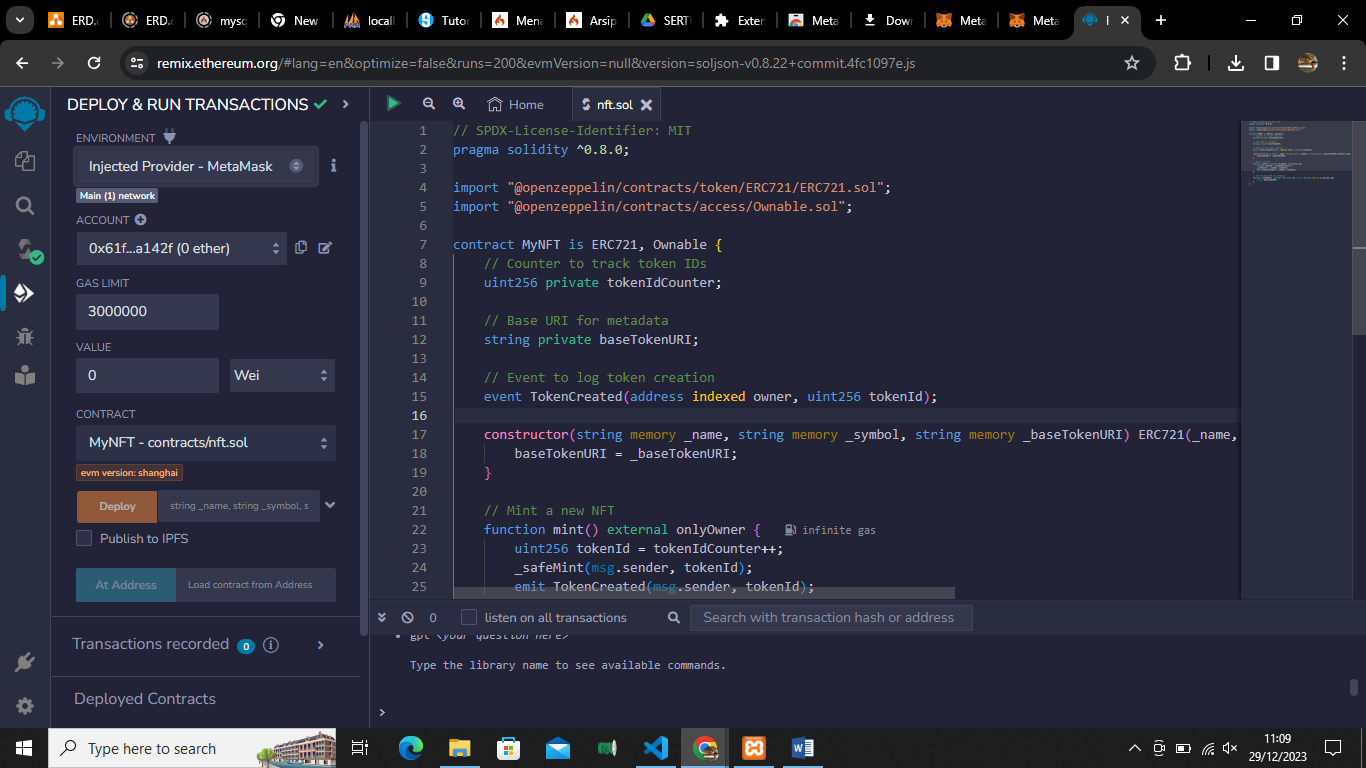 ERD.
ERD.
mysq
New
locall
Tutor
Mena
Arsip
SERT
Exten
Meta
Dow
Meta
Meta
remix.ethereum.org/#lang=en&optimize=false&runs=200&evmVersion=null&version=soljson-v0.8.22+commit.4fc1097e.js
DEPLOY & RUN TRANSACTIONS
ENVIRONMENT
Injected Provider - MetaMask
Main (1) network
ACCOUNT
0x61f...a142f (0 ether)
GAS LIMIT
3000000
VALUE
0
Wei
CONTRACT
MyNFT - contracts/nft.sol
evm version: shanghai
Deploy
string _name, string _symbol, s
Publish to IPFS
At Address
Load contract from Address
Transactions recorded 0 i
Deployed Contracts
Home
nft.sol
1 // SPDX-License-Identifier: MIT
2 pragma solidity ^0.8.0;
3
4 import "@openzeppelin/contracts/token/ERC721/ERC721.sol";
5 import "@openzeppelin/contracts/access/Ownable.sol";
6
7 contract MyNFT is ERC721, Ownable {
8 // Counter to track token IDs
9 uint256 private tokenIdCounter;
10
11 // Base URI for metadata
12 string private baseTokenURI;
13
14 // Event to log token creation
15 event TokenCreated(address indexed owner, uint256 tokenId);
16
17 constructor(string memory _name, string memory _symbol, string memory _baseTokenURI) ERC721(_name,
18 baseTokenURI = _baseTokenURI;
19 }
20
21 // Mint a new NFT
22 function mint() external onlyOwner { infinite gas
23 uint256 tokenId = tokenIdCounter++;
24 _safeMint(msg.sender, tokenId);
25 emit TokenCreated(msg.sender, tokenId);
0
listen on all transactions
Search with transaction hash or address
gpt <your question here>
Type the library name to see available commands.
>
Type here to search
11:09
29/12/2023